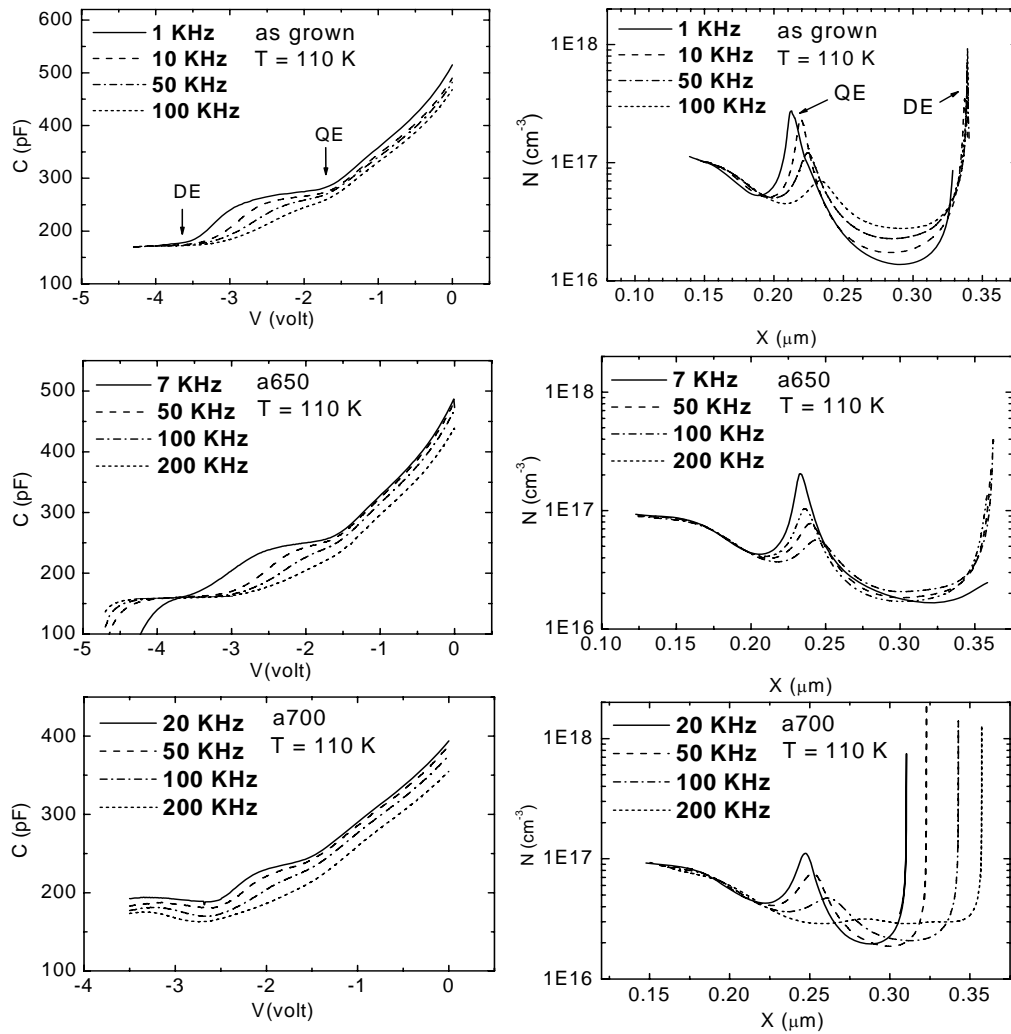 600
500
400
300
200
100
C (pF)
1 KHz
10 KHz
50 KHz
100 KHz
as grown
T = 110 K
QE
DE
-5 -4 -3 -2 -1 0
V (volt)
1E18
1E17
1E16
N (cm-3)
1 KHz
10 KHz
50 KHz
100 KHz
as grown
T = 110 K
QE
DE
0.10 0.15 0.20 0.25 0.30 0.35
X (μm)
500
400
300
200
100
C (pF)
7 KHz
50 KHz
100 KHz
200 KHz
a650
T = 110 K
-5 -4 -3 -2 -1 0
V(volt)
1E18
1E17
1E16
N (cm-3)
7 KHz
50 KHz
100 KHz
200 KHz
a650
T = 110 K
0.10 0.15 0.20 0.25 0.30 0.35
X (μm)
400
300
200
100
C (pF)
20 KHz
50 KHz
100 KHz
200 KHz
a700
T = 110 K
-4 -3 -2 -1 0
V(volt)
1E18
1E17
1E16
N (cm-3)
20 KHz
50 KHz
100 KHz
200 KHz
a700
T = 110 K
0.15 0.20 0.25 0.30 0.35
X (μm)